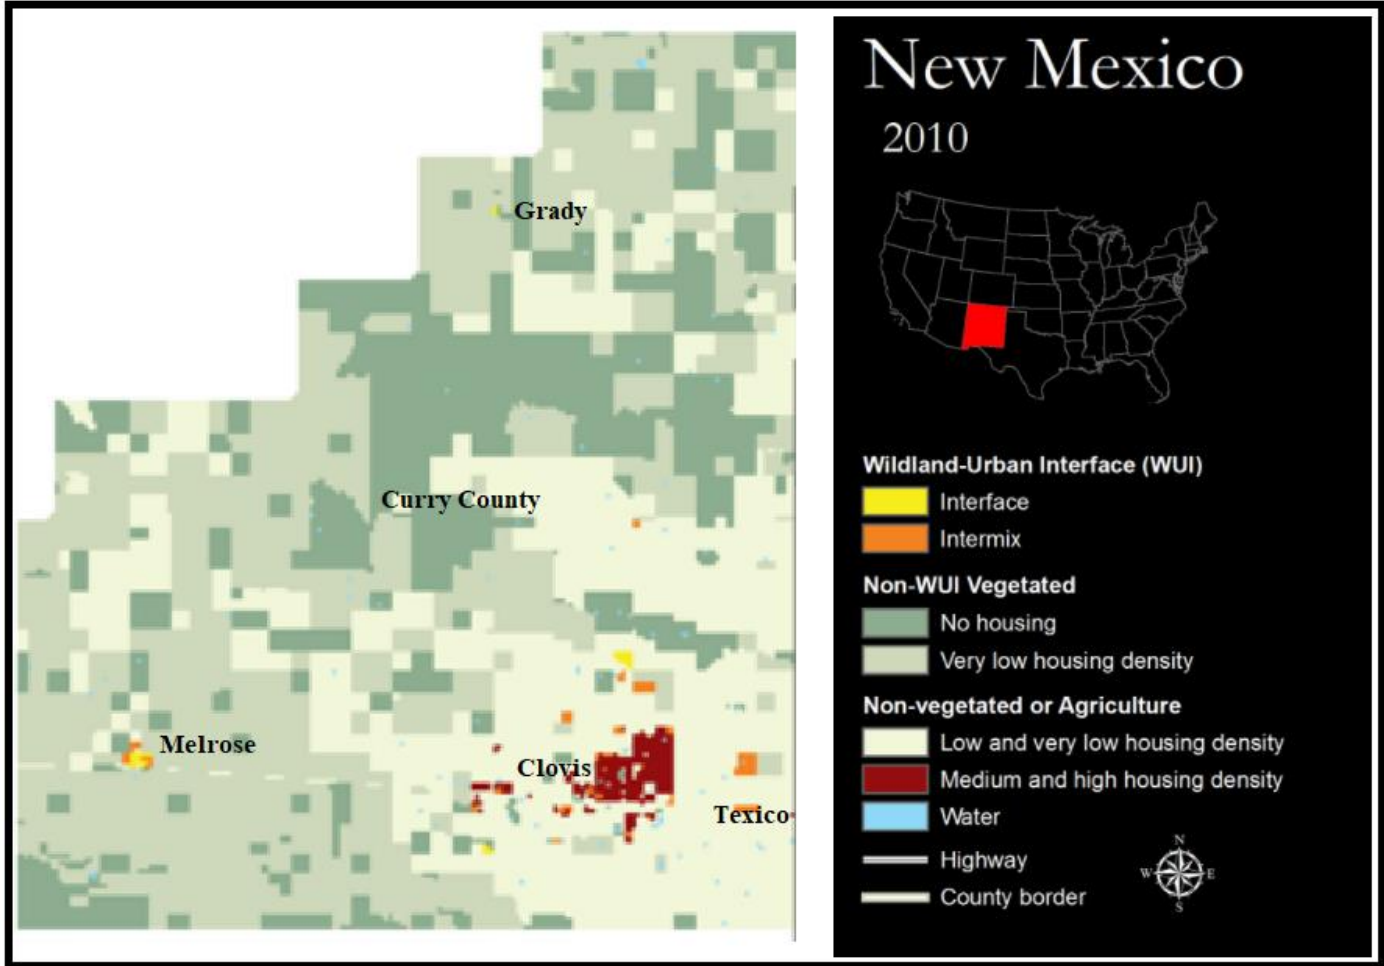 Grady
Curry County
Melrose
Clovis
Texico
New Mexico
2010
Wildland-Urban Interface (WUI)
Interface
Intermix
Non-WUI Vegetated
No housing
Very low housing density
Non-vegetated or Agriculture
Low and very low housing density
Medium and high housing density
Water
Highway
County border
N
W
E
S